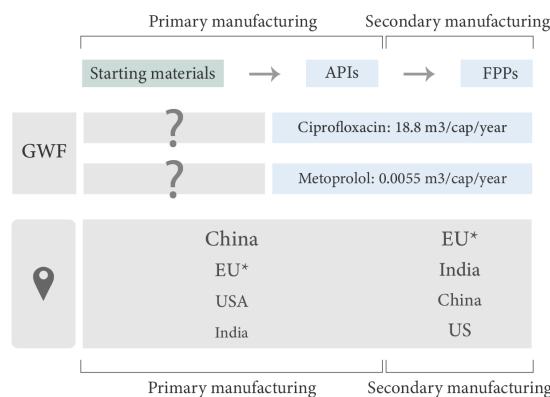 Primary manufacturing Secondary manufacturing
Starting materials APIs FPPs
GWF
? Ciprofloxacin: 18.8 m3/cap/year
? Metoprolol: 0.0055 m3/cap/year
China EU*
EU* India
USA China
India US
Primary manufacturing Secondary manufacturing